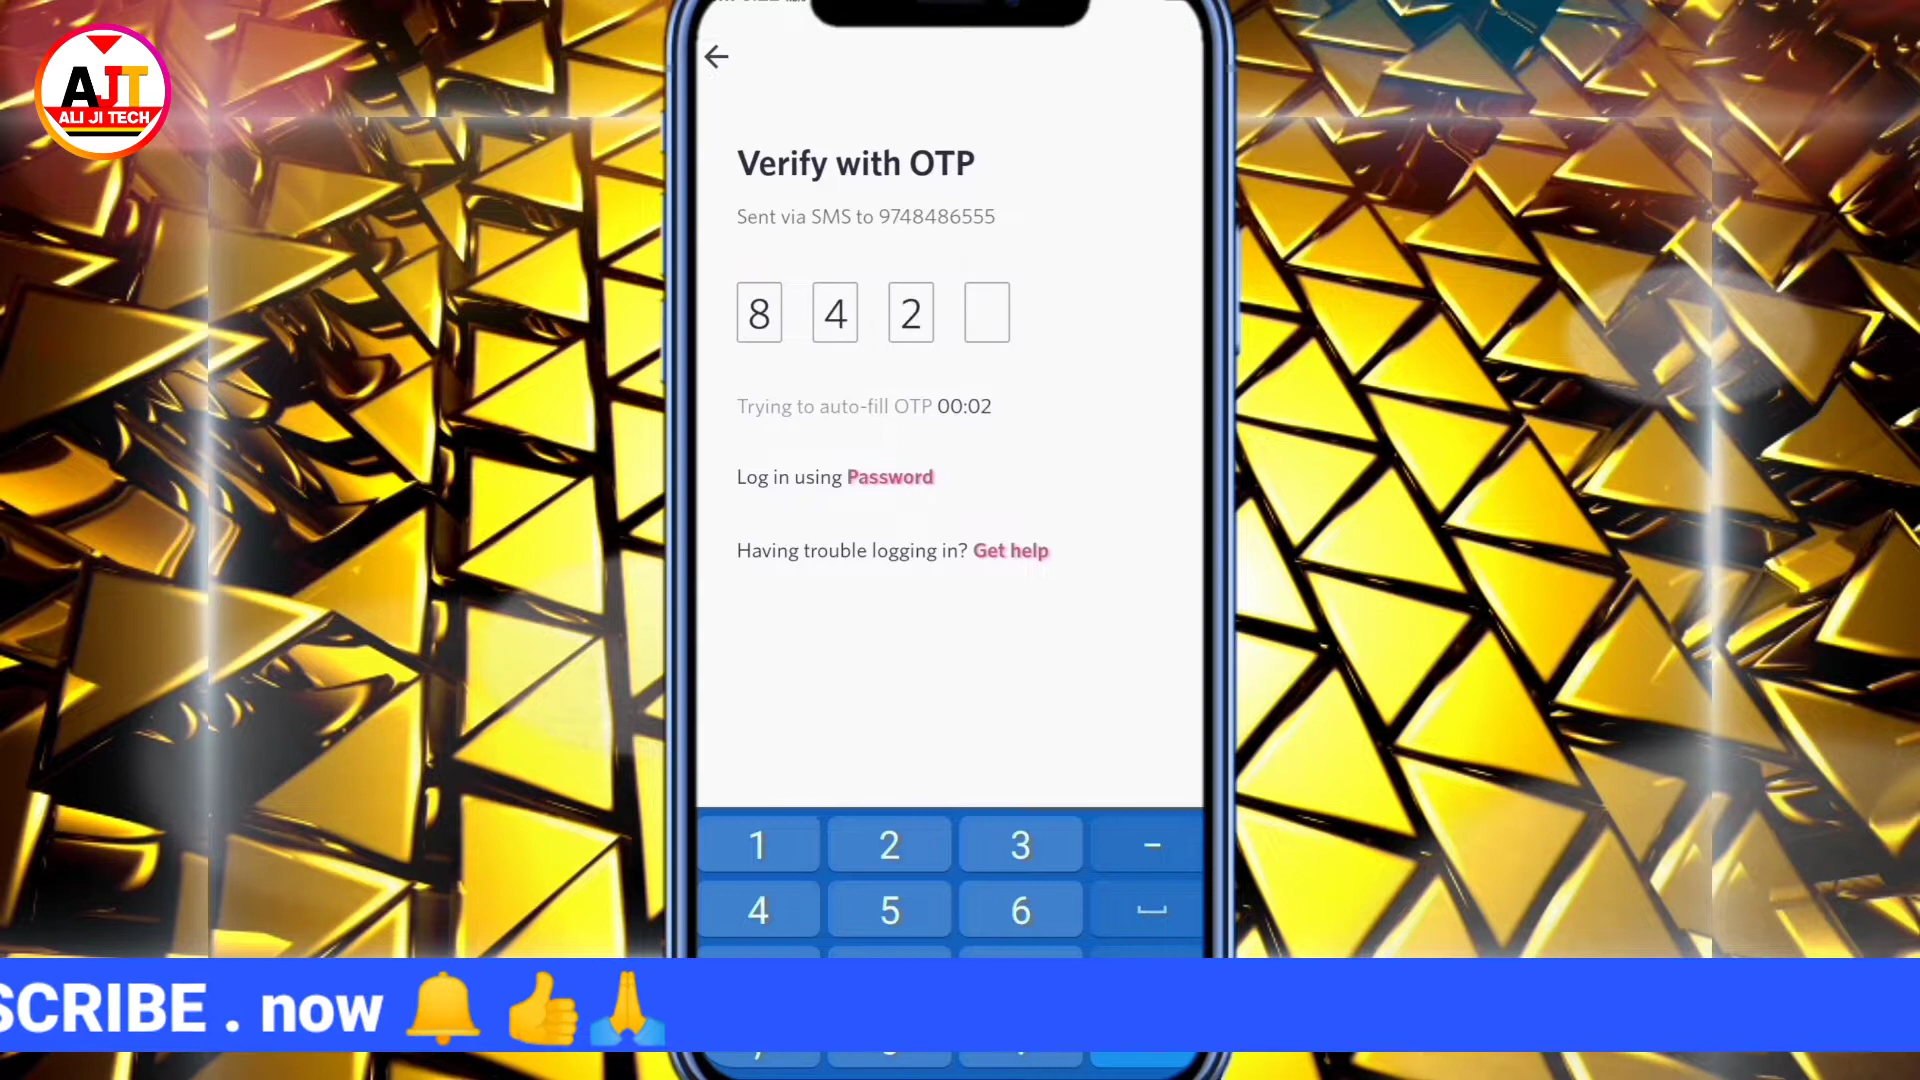 AJT
ALI JI TECH
Verify with OTP
Sent via SMS to 9748486555
8 4 2
Trying to auto-fill OTP 00:02
Log in using Password
Having trouble logging in? Get help
1 2 3 -
4 5 6
SCRIBE . now 🔔 👍 🙏